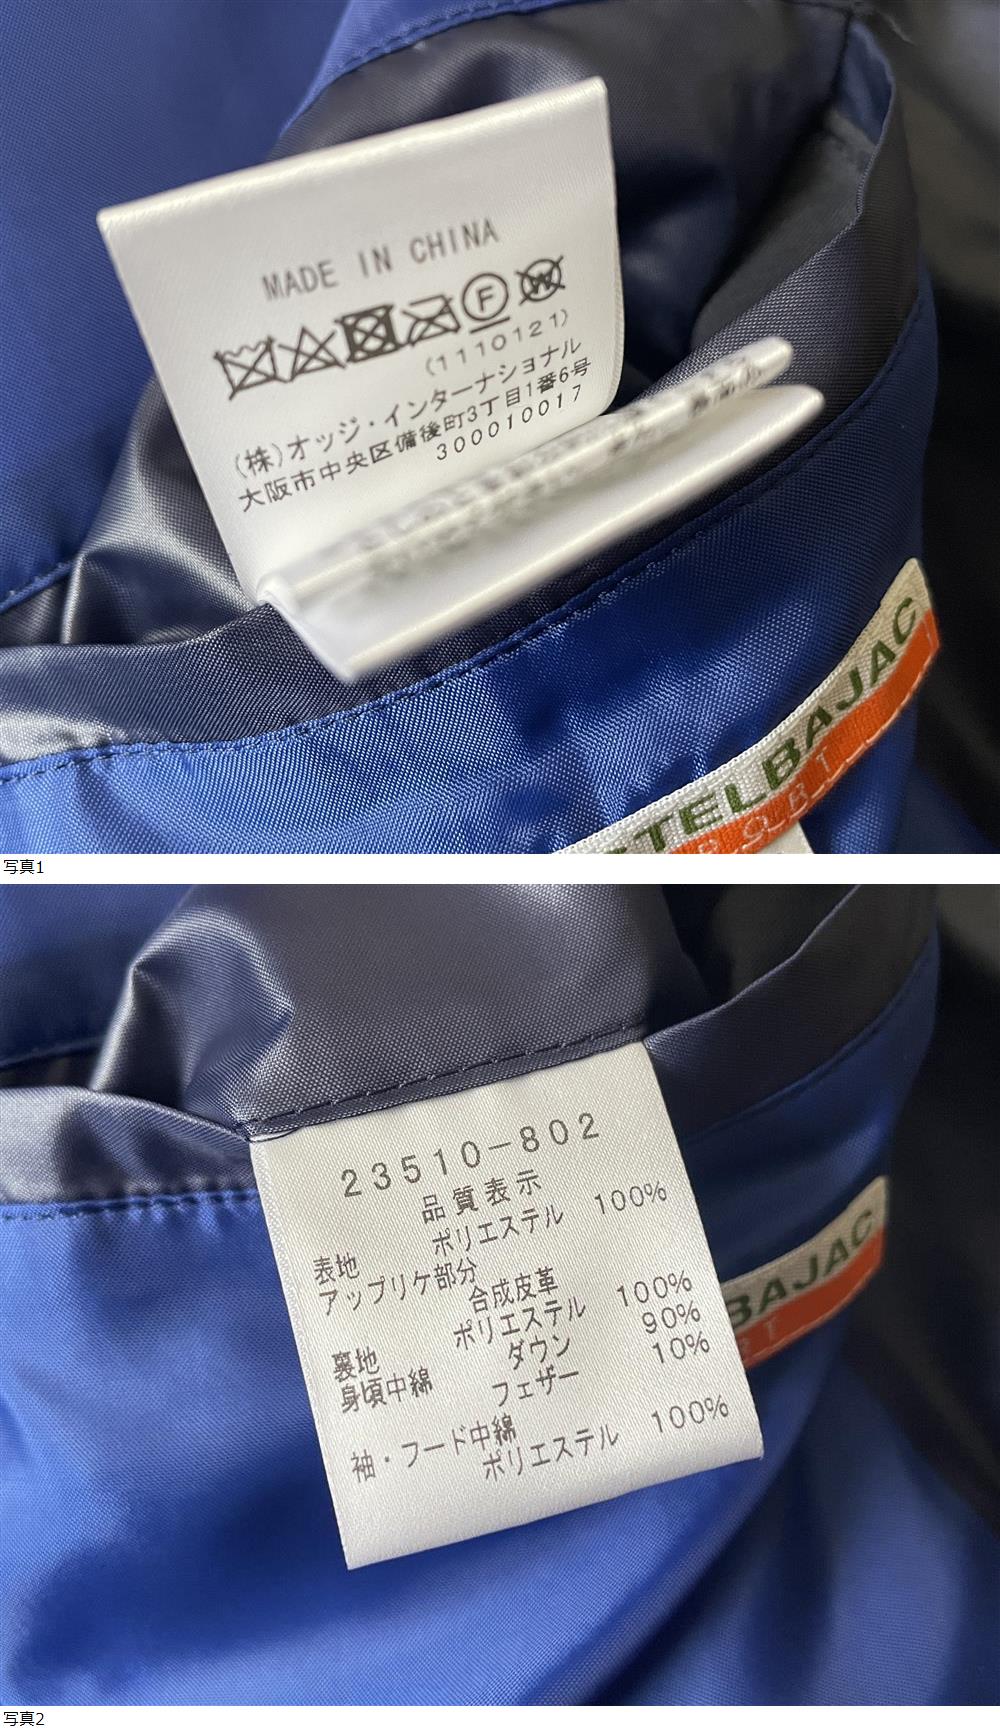 MADE IN CHINA
F W
(1110121)
(株)オッジ・インターナショナル
大阪市中央区備後町3丁目1番6号
300010017
TELBAJAC
写真1
23510-802
品質表示
表地 ポリエステル 100%
アップリケ部分
合成皮革
裏地 ポリエステル 100%
身頃中綿 ダウン 90%
フェザー 10%
袖・フード中綿
ポリエステル 100%
BAJAC
写真2